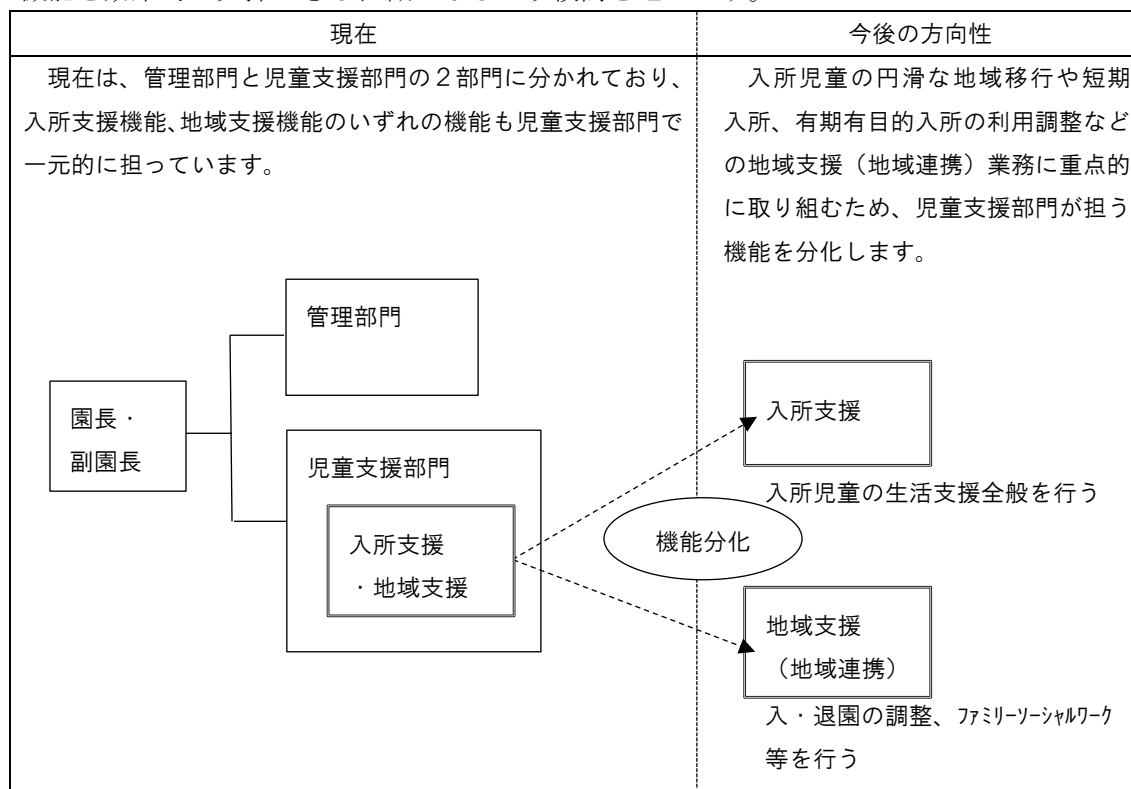 現在
今後の方向性
現在は、管理部門と児童支援部門の２部門に分かれており、
入所支援機能、地域支援機能のいずれの機能も児童支援部門で
一元的に担っています。
入所児童の円滑な地域移行や短期
入所、有期有目的入所の利用調整など
の地域支援（地域連携）業務に重点的
に取り組むため、児童支援部門が担う
機能を分化します。
管理部門
園長・
副園長
児童支援部門
入所支援
・地域支援
機能分化
入所支援
入所児童の生活支援全般を行う
地域支援
（地域連携）
入・退園の調整、ﾌｧﾐﾘｰｿｰｼｬﾙﾜｰｸ
等を行う